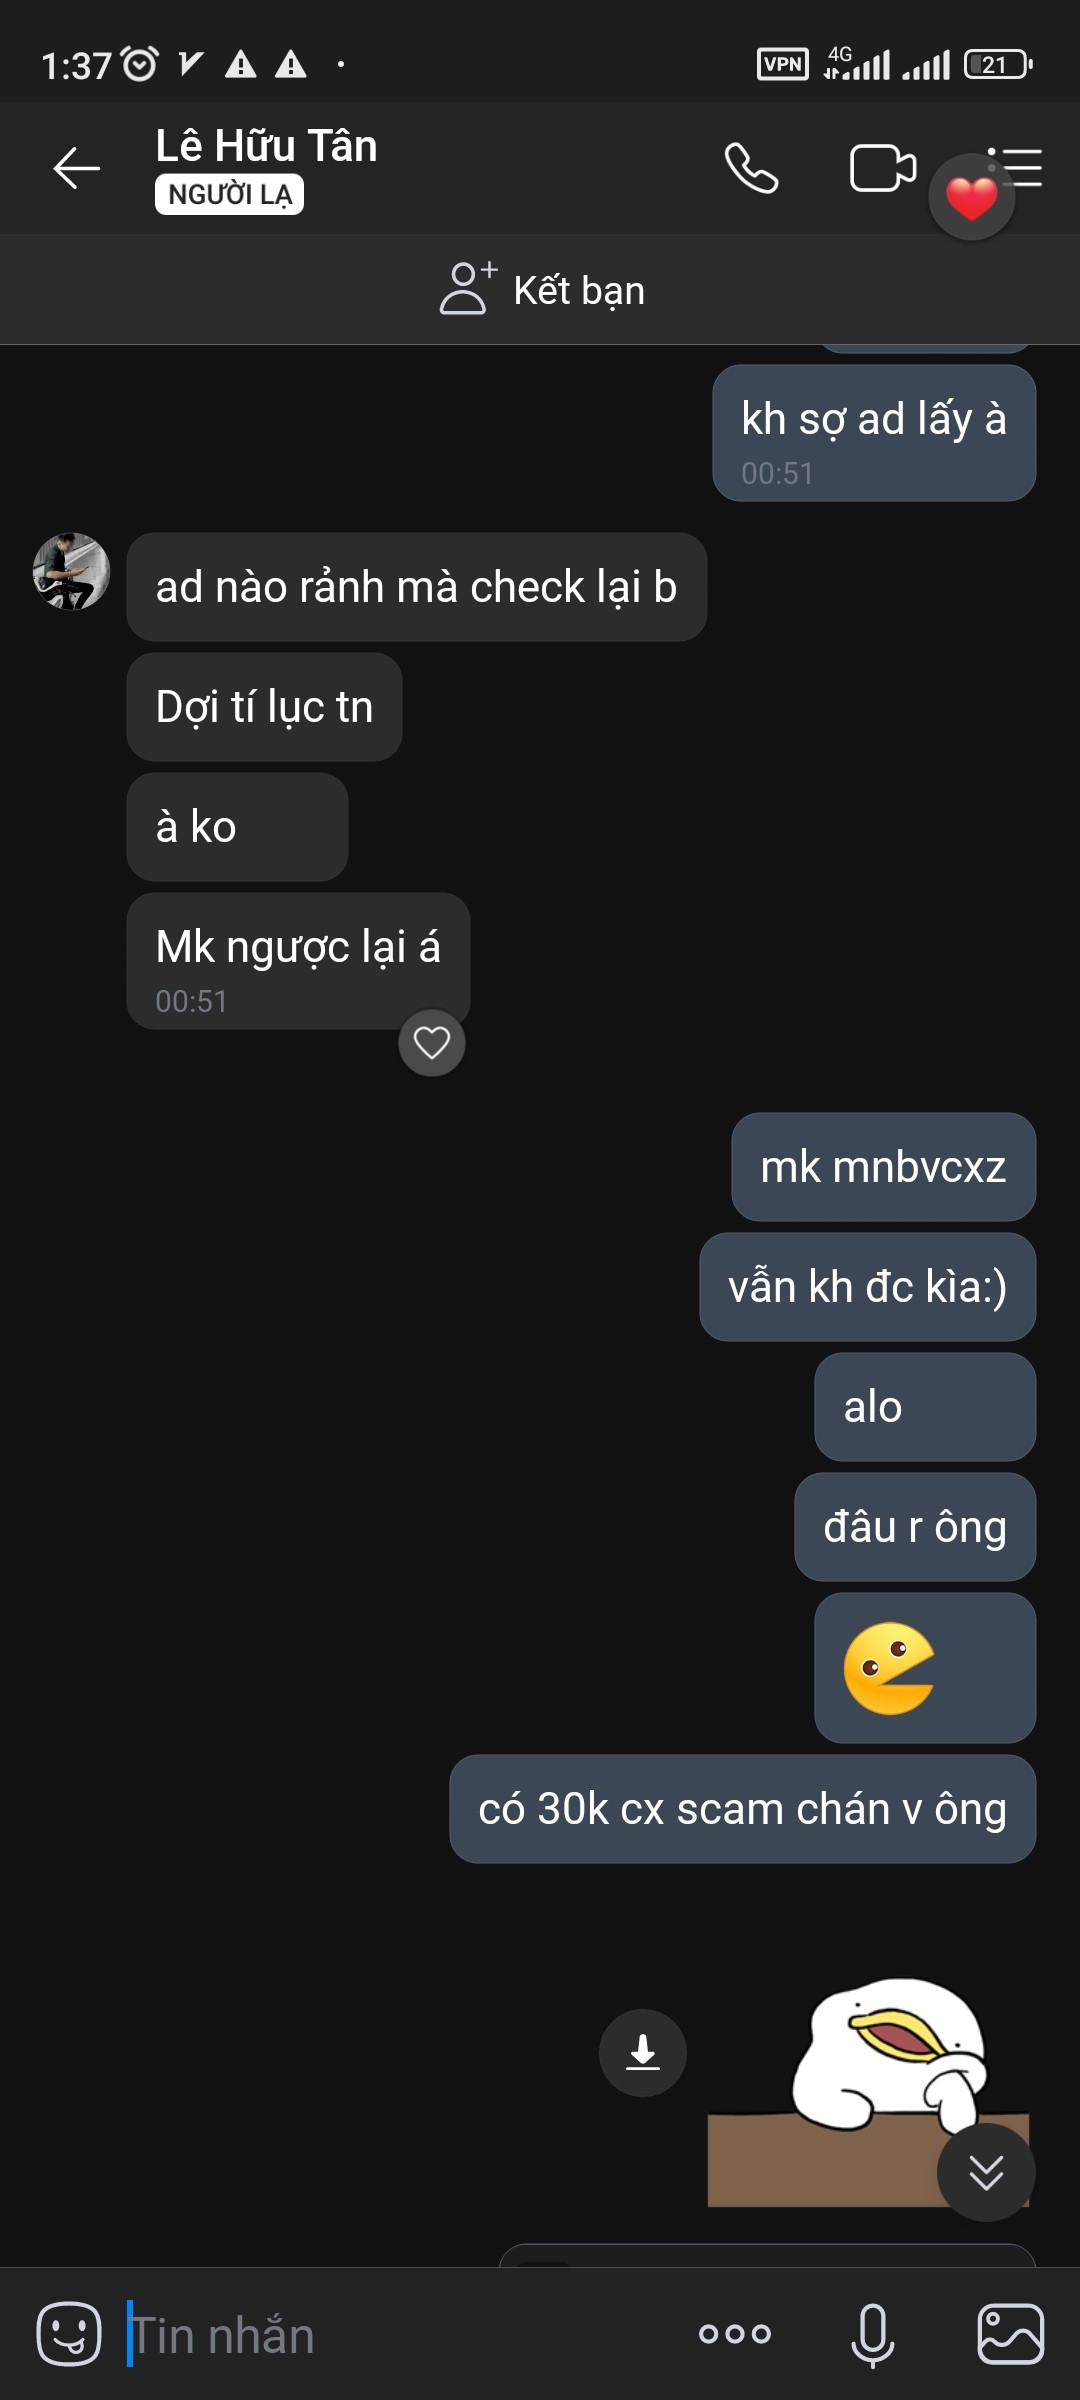 1:37
VPN
4G
21
Lê Hữu Tân
NGƯỜI LẠ
Kết bạn
kh sợ ad lấy à
00:51
ad nào rảnh mà check lại b
Dợi tí lục tn
à ko
Mk ngược lại á
00:51
mk mnbvcxz
vẫn kh đc kìa:)
alo
đâu r ông
có 30k cx scam chán v ông
Tin nhắn